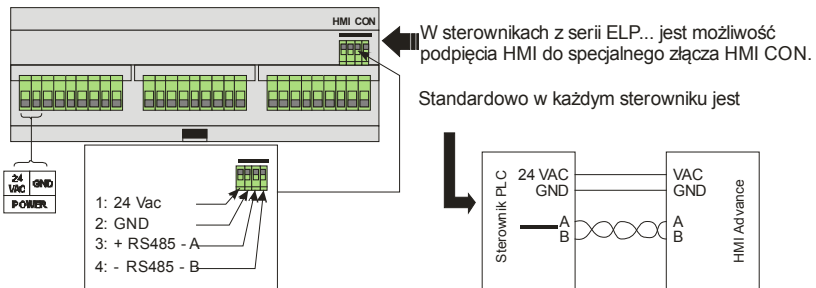 HMI CON
W sterownikach z serii ELP... jest możliwość
podpięcia HMI do specjalnego złącza HMI CON.
Standardowo w każdym sterowniku jest
24 VAC
GND
POWER
1: 24 Vac
2: GND
3: + RS485 - A
4: - RS485 - B
Sterownik PLC
24 VAC
GND
A
B
VAC
GND
A
B
HMI Advance